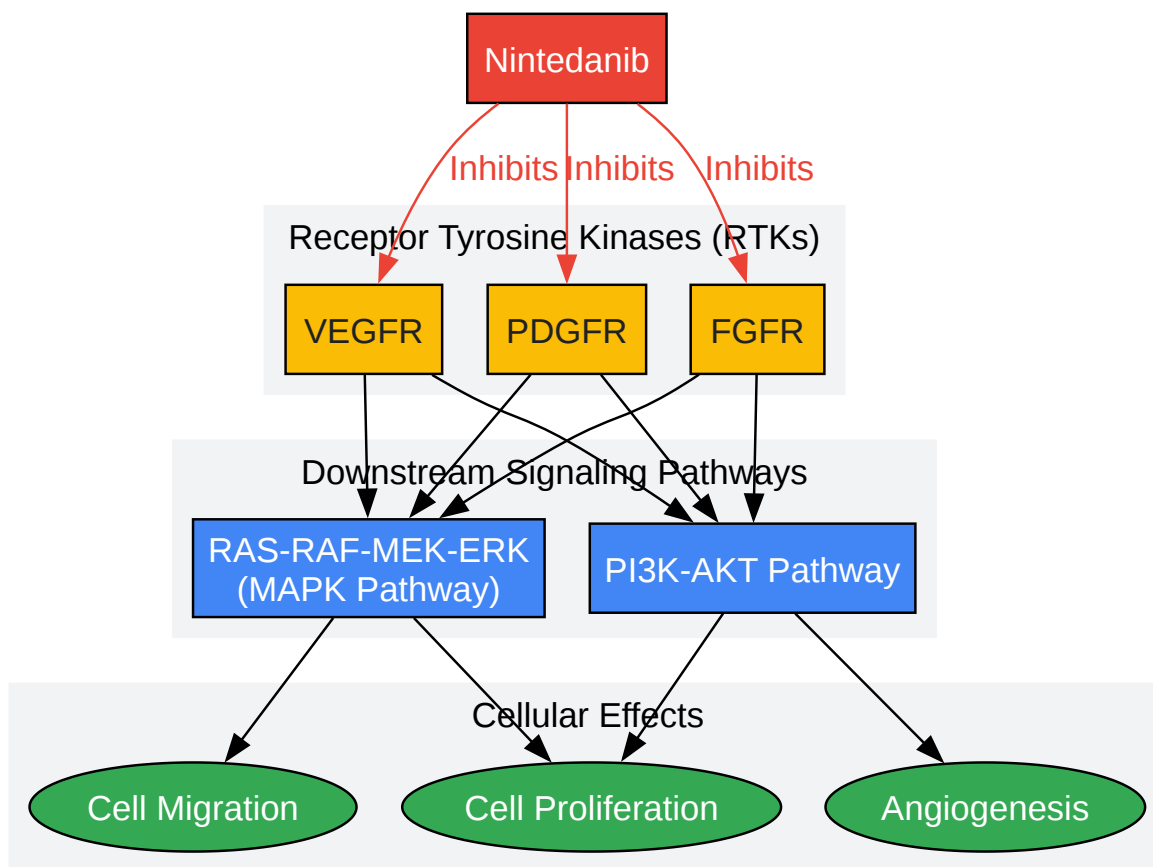 Nintedanib
Inhibits Inhibits Inhibits
Receptor Tyrosine Kinases (RTKs)
VEGFR PDGFR FGFR
Downstream Signaling Pathways
RAS-RAF-MEK-ERK
(MAPK Pathway)
PI3K-AKT Pathway
Cellular Effects
Cell Migration Cell Proliferation Angiogenesis